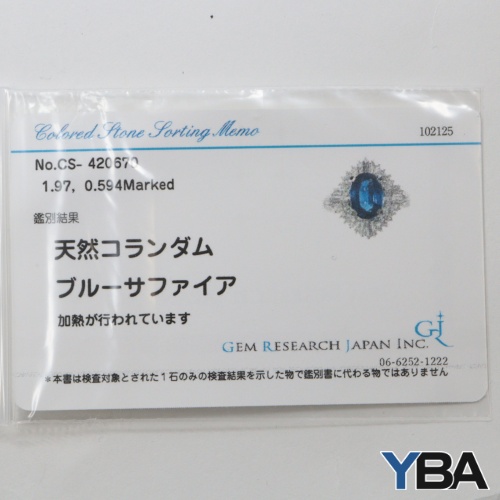 Colored Stone Sorting Memo
102125
No.CS- 420670
1.97, 0.594Marked
鑑別結果
天然コランダム
ブルーサファイア
加熱が行われています
GJR
GEM RESEARCH JAPAN INC.
06-6252-1222
*本書は検査対象とされた1石のみの検査結果を示した物で鑑別書に代わる物ではありません
YBA